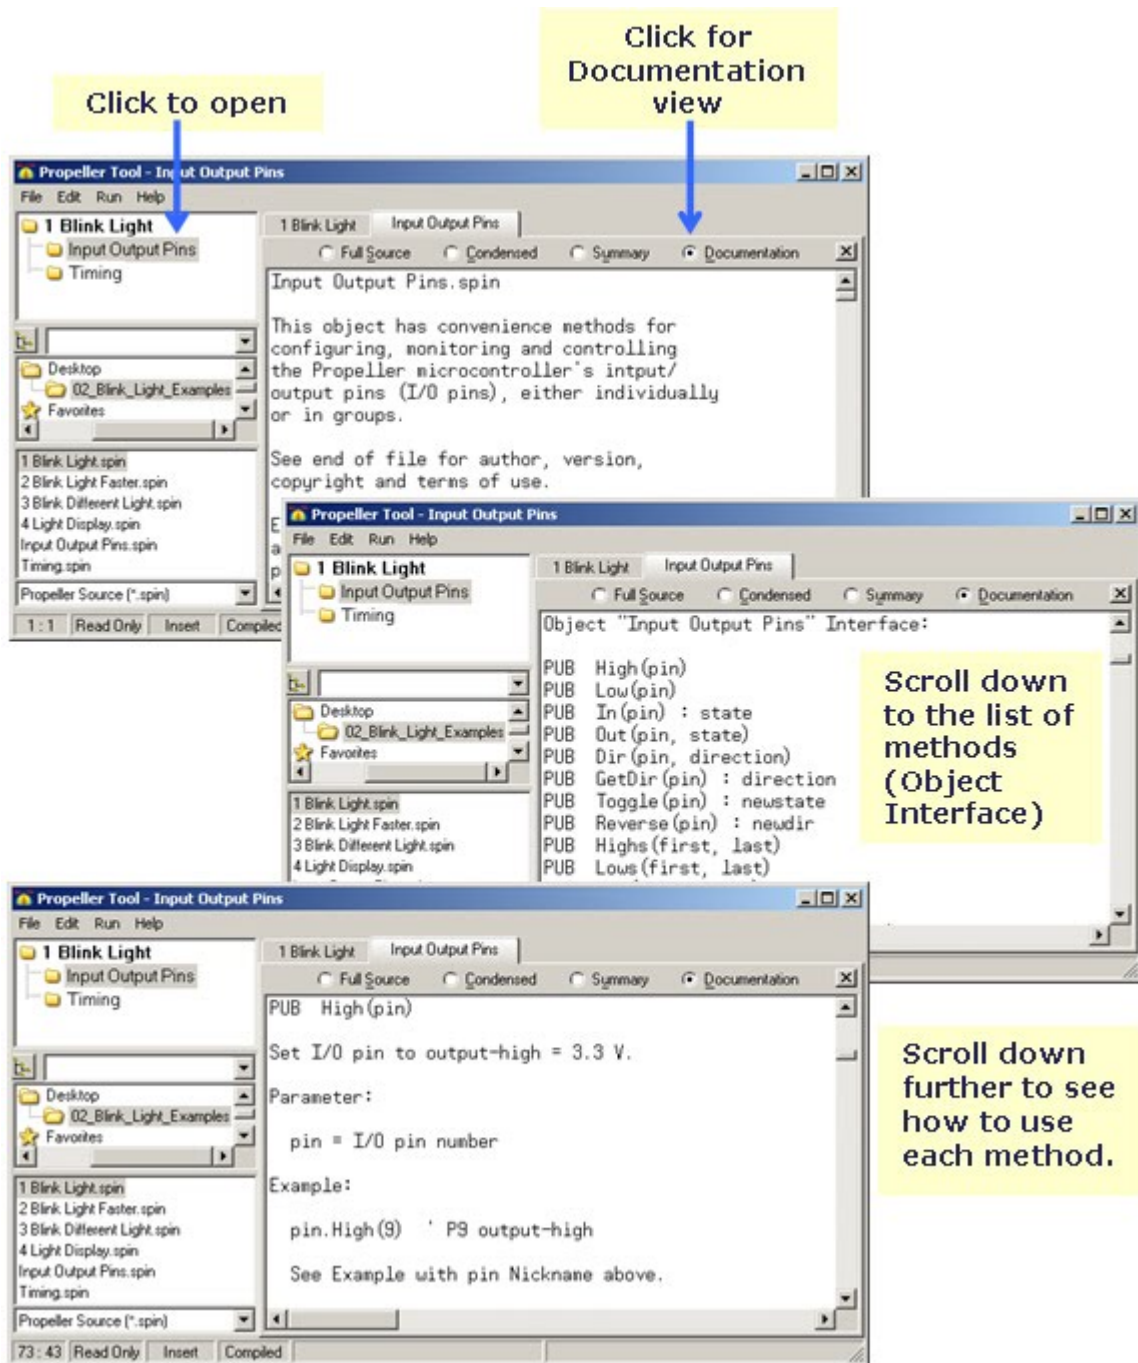 Click to open
Click for
Documentation
view
Propeller Tool - Input Output Pins
File Edit Run Help
1 Blink Light
Input Output Pins
Timing
Desktop
02_Blink_Light_Examples
Favorites
1 Blink Light.spin
2 Blink Light Faster.spin
3 Blink Different Light.spin
4 Light Display.spin
Input Output Pins.spin
Timing.spin
Propeller Source (*.spin)
1 Blink Light Input Output Pins
Full Source Condensed Summary Documentation
Input Output Pins.spin
This object has convenience methods for
configuring, monitoring and controlling
the Propeller microcontroller's intput/
output pins (I/O pins), either individually
or in groups.
See end of file for author, version,
copyright and terms of use.
E
a
p
1 : 1 Read Only Insert Compiled
Propeller Tool - Input Output Pins
File Edit Run Help
1 Blink Light
Input Output Pins
Timing
Desktop
02_Blink_Light_Examples
Favorites
1 Blink Light.spin
2 Blink Light Faster.spin
3 Blink Different Light.spin
4 Light Display.spin
1 Blink Light Input Output Pins
Full Source Condensed Summary Documentation
Object "Input Output Pins" Interface:
PUB High(pin)
PUB Low(pin)
PUB In(pin) : state
PUB Out(pin, state)
PUB Dir(pin, direction)
PUB GetDir(pin) : direction
PUB Toggle(pin) : newstate
PUB Reverse(pin) : newdir
PUB Highs(first, last)
PUB Lows(first, last)
Scroll down
to the list of
methods
(Object
Interface)
Propeller Tool - Input Output Pins
File Edit Run Help
1 Blink Light
Input Output Pins
Timing
Desktop
02_Blink_Light_Examples
Favorites
1 Blink Light.spin
2 Blink Light Faster.spin
3 Blink Different Light.spin
4 Light Display.spin
Input Output Pins.spin
Timing.spin
Propeller Source (*.spin)
1 Blink Light Input Output Pins
Full Source Condensed Summary Documentation
PUB High(pin)
Set I/O pin to output-high = 3.3 V.
Parameter:
pin = I/O pin number
Example:
pin.High(9) ' P9 output-high
See Example with pin Nickname above.
73 : 43 Read Only Insert Compiled
Scroll down
further to see
how to use
each method.